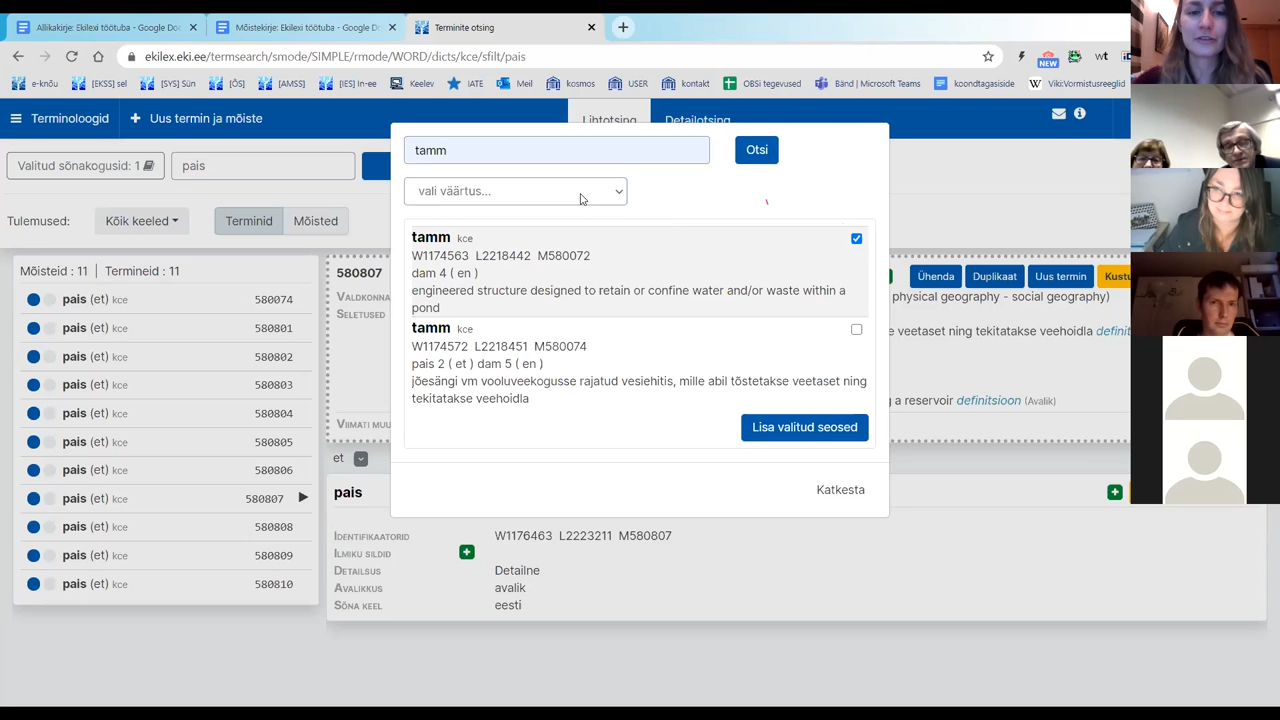 Allikakirje: Ekilexi töötuba - Google Do
Mõistekirje: Ekilexi töötuba - Google Do
Terminite otsing
ekilex.eki.ee/termsearch/smode/SIMPLE/rmode/WORD/dicts/kce/sfilt/pais
NEW
wt
e-keelenõu
[EKSS] sel
[SYS] Sün
[ÕS]
[AMSS]
[IES] In-ee
Keelev
IATE
Meil
kosmos
USER
kontakt
OBSi tegevused
Bänd | Microsoft Teams
koondtagasiside
Viki:Vormistusreeglid
Terminoloogid
Uus termin ja mõiste
Lihtotsing
Detailotsing
Valitud sõnakogusid: 1
pais
Tulemused:
Kõik keeled
Terminid
Mõisted
Mõisteid : 11 | Termineid : 11
pais (et) kce 580074
pais (et) kce 580801
pais (et) kce 580802
pais (et) kce 580803
pais (et) kce 580804
pais (et) kce 580805
pais (et) kce 580806
pais (et) kce 580807
pais (et) kce 580808
pais (et) kce 580809
pais (et) kce 580810
tamm
Otsi
vali väärtus...
tamm kce
W1174563 L2218442 M580072
dam 4 ( en )
engineered structure designed to retain or confine water and/or waste within a
pond
tamm kce
W1174572 L2218451 M580074
pais 2 ( et ) dam 5 ( en )
jõesängi vm vooluveekogusse rajatud vesiehitis, mille abil tõstetakse veetaset ning
tekitatakse veehoidla
Lisa valitud seosed
Katkesta
580807
Ühenda
Duplikaat
Uus termin
Kustu
VALDKONNA
physical geography - social geography)
SELETUSED
veetaset ning tekitatakse veehoidla definit
g a reservoir definitsioon (Avalik)
VIIMATI MUU
et
pais
IDENTIFIKAATORID
W1176463 L2223211 M580807
ILMIKU SILDID
DETAILSUS
Detailne
AVALIKKUS
avalik
SÕNA KEEL
eesti